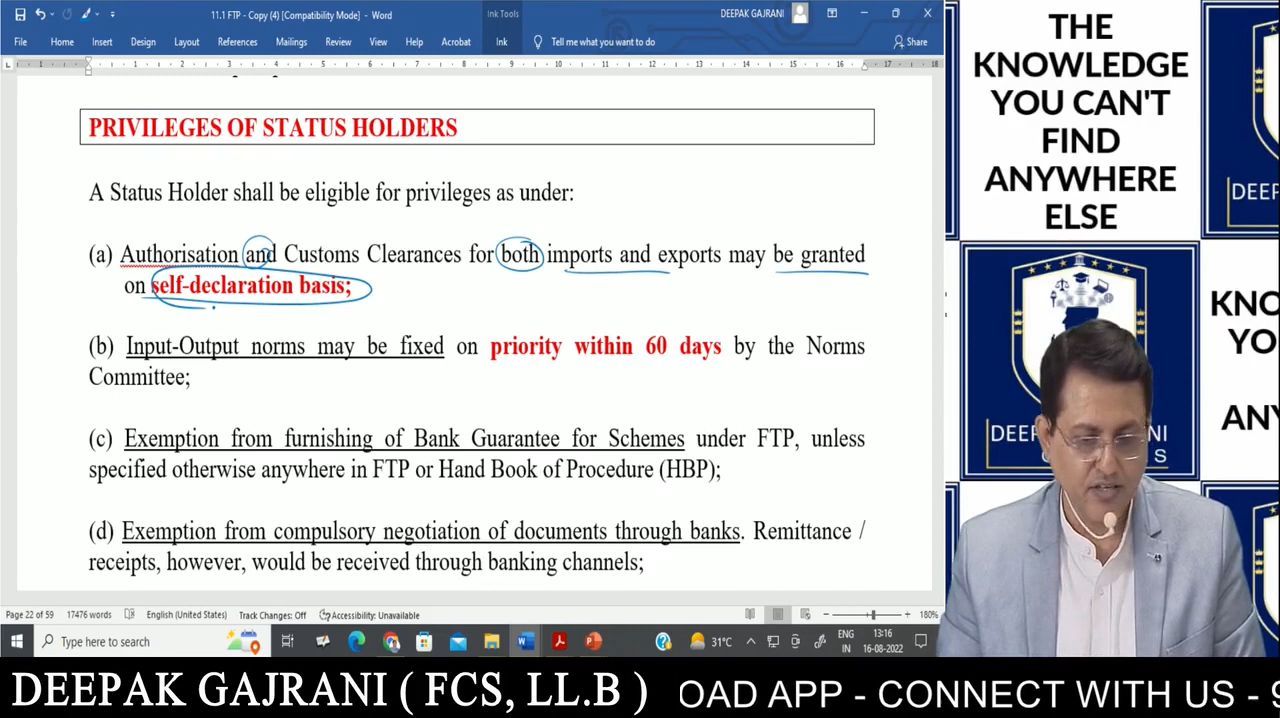 11.1 FTP - Copy (4) [Compatibility Mode] - Word
Ink Tools
DEEPAK GAJRANI
File Home Insert Design Layout References Mailings Review View Help Acrobat Ink Tell me what you want to do Share
PRIVILEGES OF STATUS HOLDERS
A Status Holder shall be eligible for privileges as under:
(a) Authorisation and Customs Clearances for both imports and exports may be granted
on self-declaration basis;
(b) Input-Output norms may be fixed on priority within 60 days by the Norms
Committee;
(c) Exemption from furnishing of Bank Guarantee for Schemes under FTP, unless
specified otherwise anywhere in FTP or Hand Book of Procedure (HBP);
(d) Exemption from compulsory negotiation of documents through banks. Remittance /
receipts, however, would be received through banking channels;
Page 22 of 59 17476 words English (United States) Track Changes: Off Accessibility: Unavailable 180%
Type here to search
31°C
ENG
IN
13:16
16-08-2022
THE
KNOWLEDGE
YOU CAN'T
FIND
ANYWHERE
ELSE
DEEP
KNO
YO
ANY
DEEP NI
S
DEEPAK GAJRANI ( FCS, LL.B )
OAD APP - CONNECT WITH US - 9